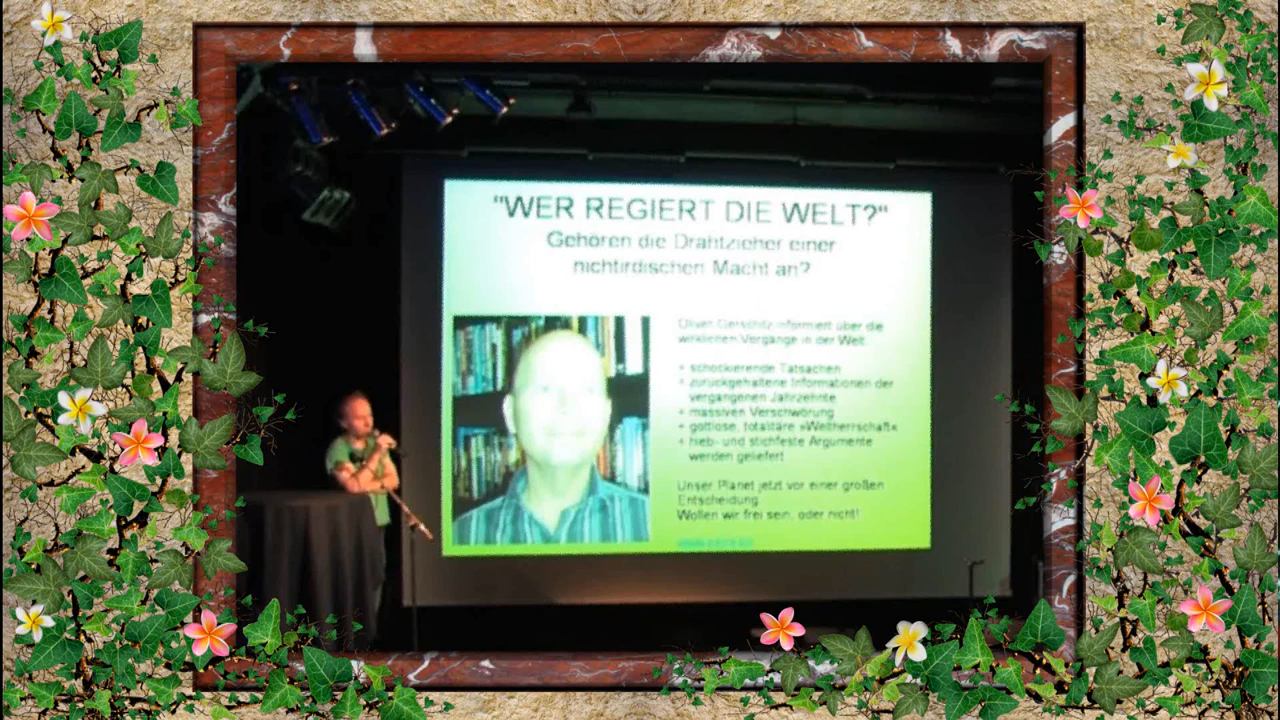 "WER REGIERT DIE WELT?"
Gehören die Drahtzieher einer
nichtirdischen Macht an?
Oliver Gerschitz informiert über die
wirklichen Vorgänge in der Welt.
+ schockierende Tatsachen
+ zurückgehaltene Informationen der
vergangenen Jahrzehnte
+ massiven Verschwörung
+ gottlose, totalitäre »Weltherrschaft«
+ hieb- und stichfeste Argumente
werden geliefert
Unser Planet jetzt vor einer großen
Entscheidung
Wollen wir frei sein, oder nicht!